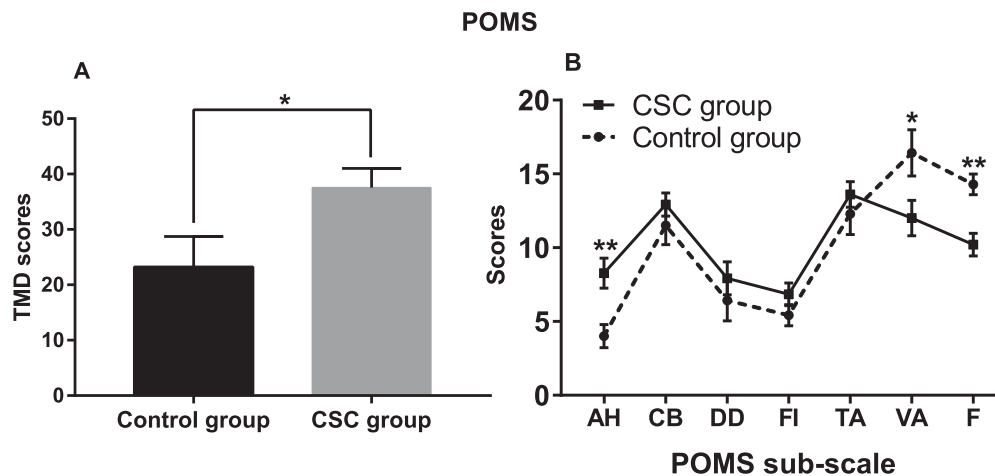 POMS
A
*
50
40
30
20
10
0
TMD scores
Control group
CSC group
B
CSC group
Control group
20
15
10
5
0
Scores
**
*
**
AH CB DD FI TA VA F
POMS sub-scale